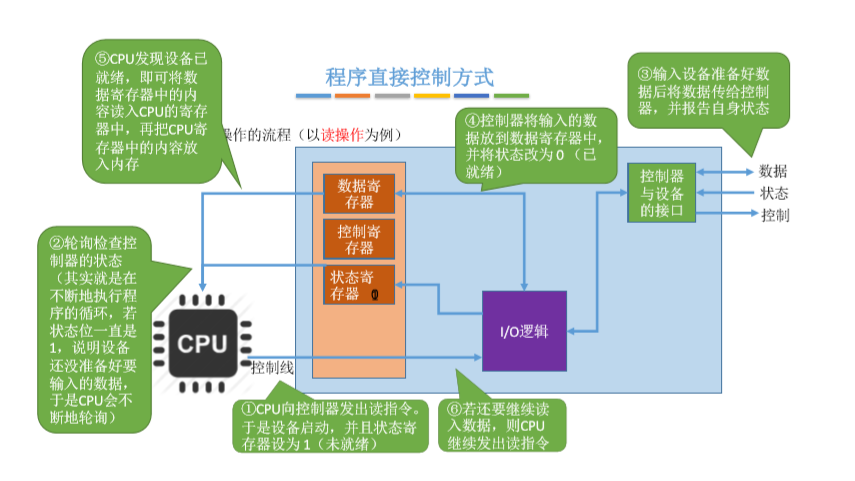 程序直接控制方式
⑤CPU发现设备已
就绪，即可将数
据寄存器中的内
容读入CPU的寄存
器中，再把CPU寄
存器中的内容放
入内存
操作的流程（以读操作为例）
④控制器将输入的数
据放到数据寄存器中，
并将状态改为 0 （已
就绪）
③输入设备准备好数
据后将数据传给控制
器，并报告自身状态
数据寄
存器
控制寄
存器
状态寄
存器
控制器
与设备
的接口
数据
状态
控制
②轮询检查控
制器的状态
（其实就是在
不断地执行程
序的循环，若
状态位一直是
1，说明设备
还没准备好要
输入的数据，
于是CPU会不
断地轮询）
CPU
I/O逻辑
控制线
①CPU向控制器发出读指令。
于是设备启动，并且状态寄
存器设为 1（未就绪）
⑥若还要继续读
入数据，则CPU
继续发出读指令